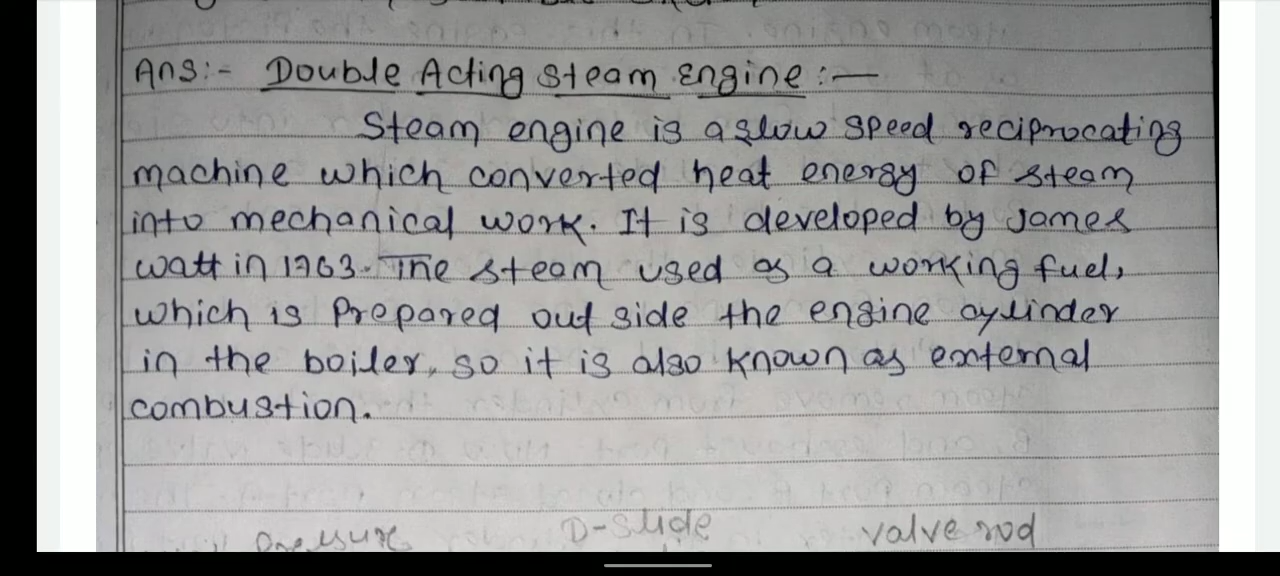 Ans:- Double Acting steam engine :—
Steam engine is a slow speed reciprocating
machine which converted heat energy of steam
into mechanical work. It is developed by James
watt in 1763. The steam used as a working fuel,
which is Prepared out side the engine cylinder
in the boiler, so it is also known as external
combustion.
pressure D-slide valve rod